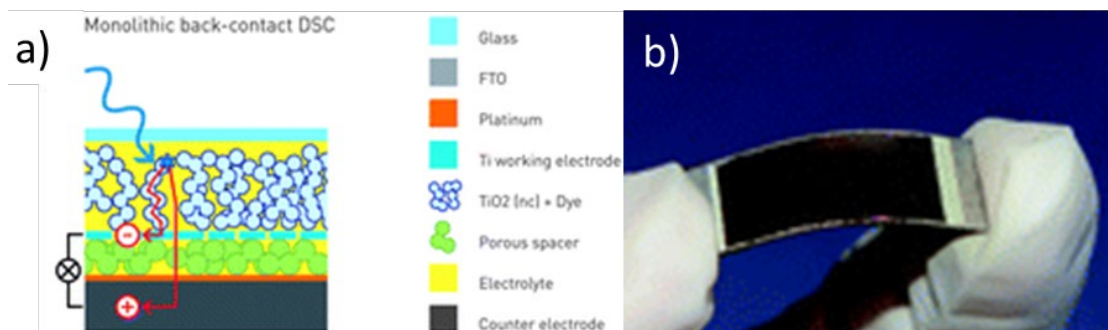 a)
Monolithic back-contact DSC
Glass
FTO
Platinum
Ti working electrode
TiO2 (nc) + Dye
Porous spacer
Electrolyte
Counter electrode
−
+
b)